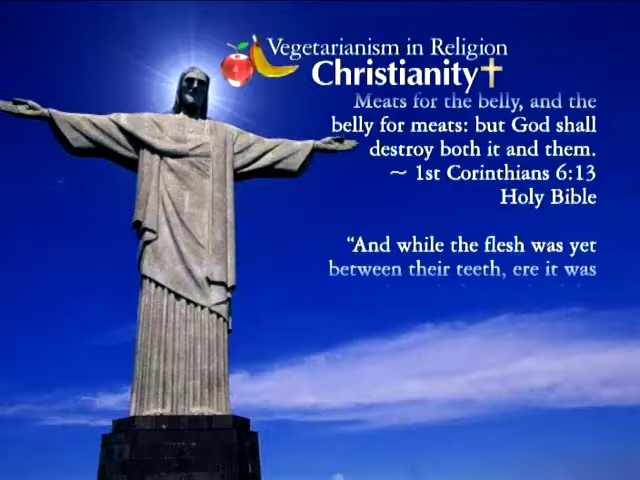 Vegetarianism in Religion
Christianity
Meats for the belly, and the
belly for meats: but God shall
destroy both it and them.
~ 1st Corinthians 6:13
Holy Bible
“And while the flesh was yet
between their teeth, ere it was